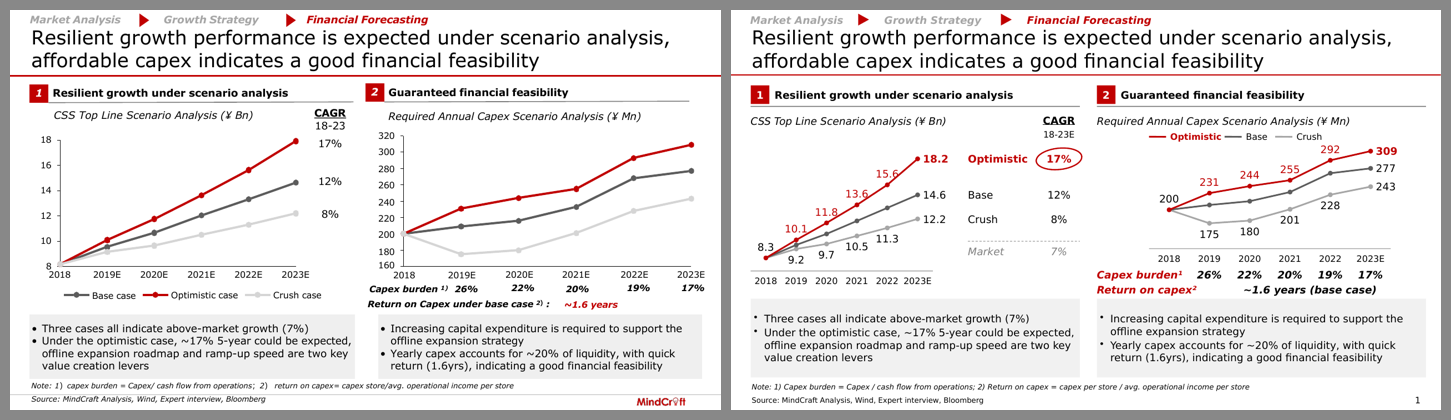 Market Analysis Growth Strategy Financial Forecasting
Resilient growth performance is expected under scenario analysis,
affordable capex indicates a good financial feasibility
1 Resilient growth under scenario analysis
CSS Top Line Scenario Analysis (¥ Bn)
CAGR
18-23
18
16
14
12
10
8
17%
12%
8%
2018 2019E 2020E 2021E 2022E 2023E
Base case Optimistic case Crush case
2 Guaranteed financial feasibility
Required Annual Capex Scenario Analysis (¥ Mn)
320
300
280
260
240
220
200
180
160
2018 2019E 2020E 2021E 2022E 2023E
Capex burden ¹⁾ 26% 22% 20% 19% 17%
Return on Capex under base case ²⁾ : ~1.6 years
• Three cases all indicate above-market growth (7%)
• Under the optimistic case, ~17% 5-year could be expected,
offline expansion roadmap and ramp-up speed are two key
value creation levers
• Increasing capital expenditure is required to support the
offline expansion strategy
• Yearly capex accounts for ~20% of liquidity, with quick
return (1.6yrs), indicating a good financial feasibility
Note: 1) capex burden = Capex/ cash flow from operations; 2) return on capex= capex store/avg. operational income per store
Source: MindCraft Analysis, Wind, Expert interview, Bloomberg
MindCraft
Market Analysis Growth Strategy Financial Forecasting
Resilient growth performance is expected under scenario analysis,
affordable capex indicates a good financial feasibility
1 Resilient growth under scenario analysis
CSS Top Line Scenario Analysis (¥ Bn)
CAGR
18-23E
8.3 10.1 11.8 13.6 15.6 18.2
14.6
9.2 9.7 10.5 11.3 12.2
Optimistic 17%
Base 12%
Crush 8%
Market 7%
2018 2019 2020 2021 2022 2023E
2 Guaranteed financial feasibility
Required Annual Capex Scenario Analysis (¥ Mn)
Optimistic Base Crush
200 231 244 255 292 309
277
175 180 201 228 243
2018 2019 2020 2021 2022 2023E
Capex burden¹ 26% 22% 20% 19% 17%
Return on capex² ~1.6 years (base case)
• Three cases all indicate above-market growth (7%)
• Under the optimistic case, ~17% 5-year could be expected,
offline expansion roadmap and ramp-up speed are two key
value creation levers
• Increasing capital expenditure is required to support the
offline expansion strategy
• Yearly capex accounts for ~20% of liquidity, with quick
return (1.6yrs), indicating a good financial feasibility
Note: 1) Capex burden = Capex / cash flow from operations; 2) Return on capex = capex per store / avg. operational income per store
Source: MindCraft Analysis, Wind, Expert interview, Bloomberg
1